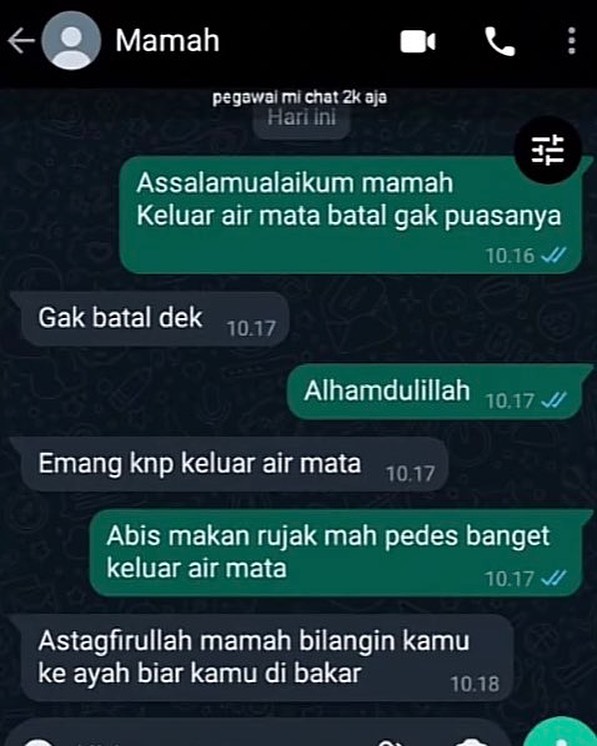 Mamah
pegawai mi chat 2k aja
Hari ini
Assalamualaikum mamah
Keluar air mata batal gak puasanya
10.16
Gak batal dek
10.17
Alhamdulillah
10.17
Emang knp keluar air mata
10.17
Abis makan rujak mah pedes banget
keluar air mata
10.17
Astagfirullah mamah bilangin kamu
ke ayah biar kamu di bakar
10.18